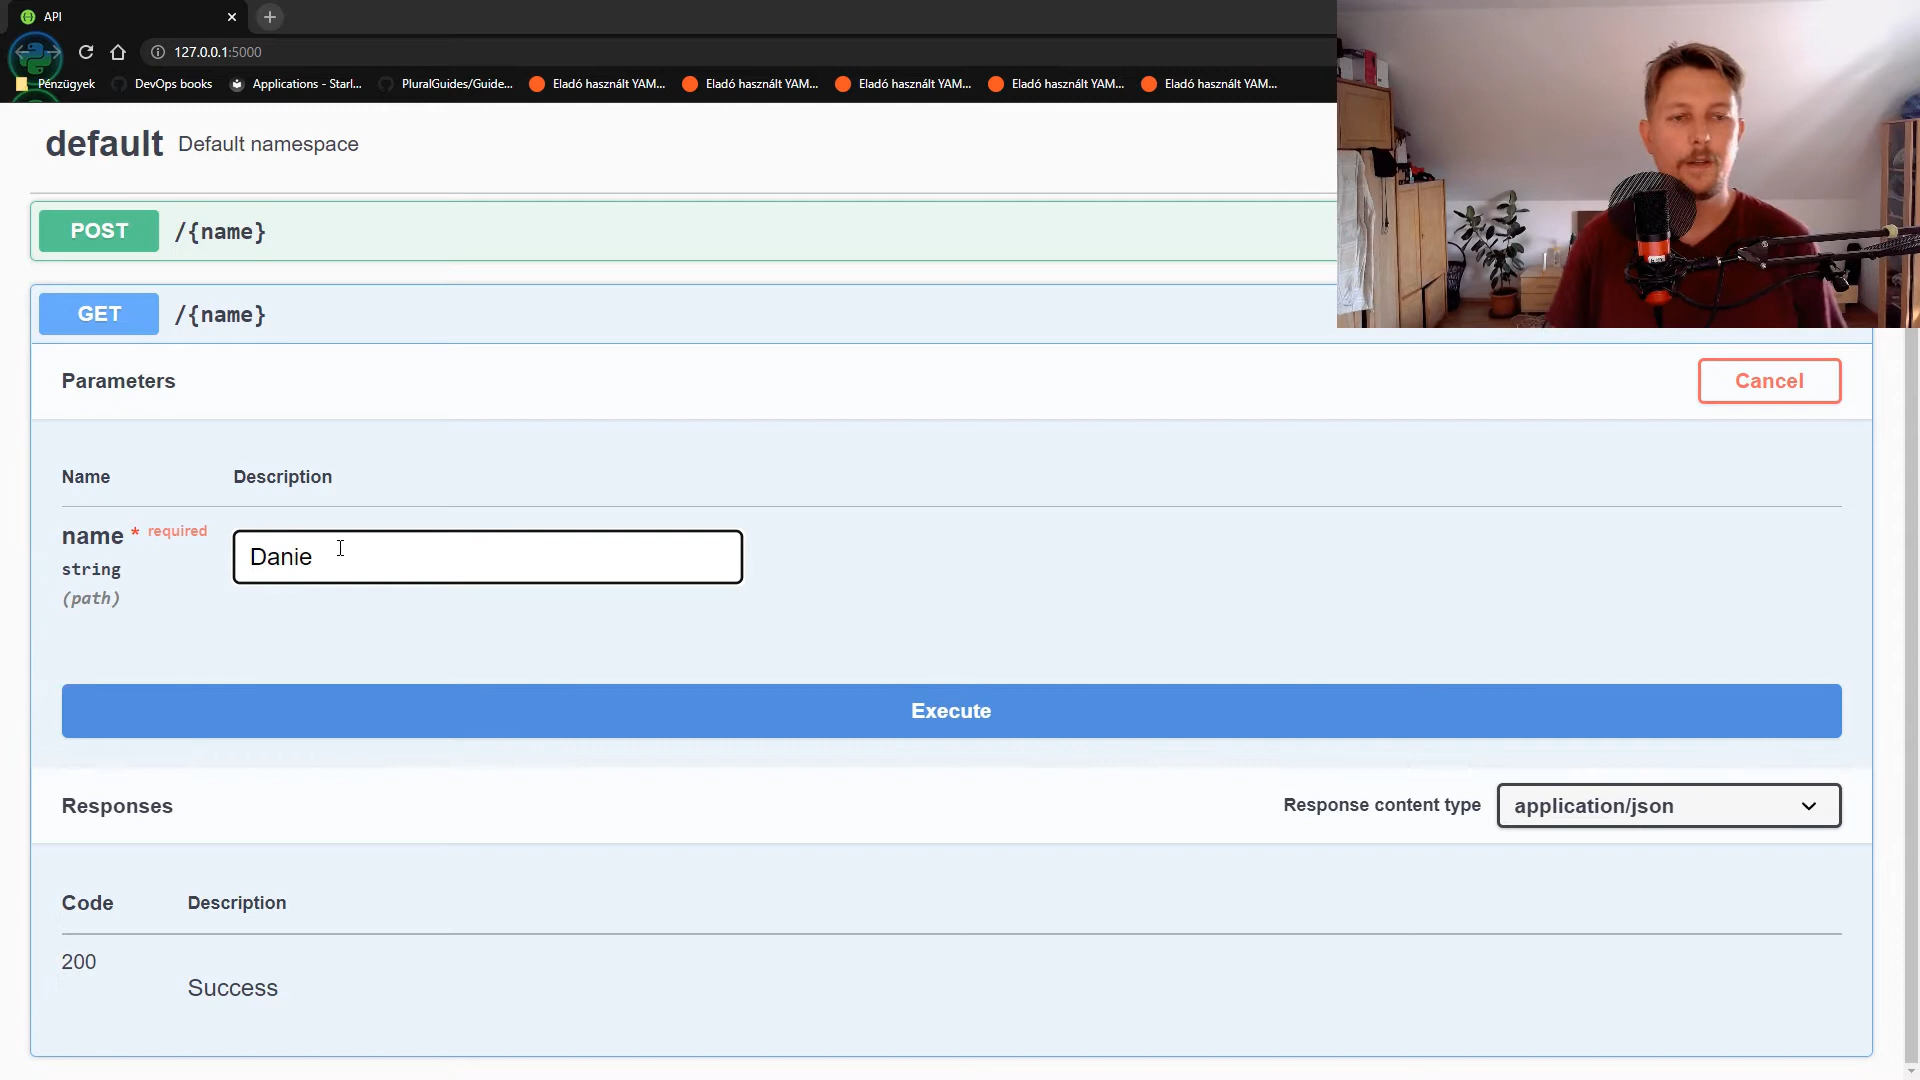 API
127.0.0.1:5000
Pénzügyek
DevOps books
Applications - Starl...
PluralGuides/Guide...
Eladó használt YAM...
Eladó használt YAM...
Eladó használt YAM...
Eladó használt YAM...
Eladó használt YAM...
default Default namespace
POST /{name}
GET /{name}
Parameters
Cancel
Name Description
name * required
string
(path)
Danie
Execute
Responses
Response content type application/json
Code Description
200
Success